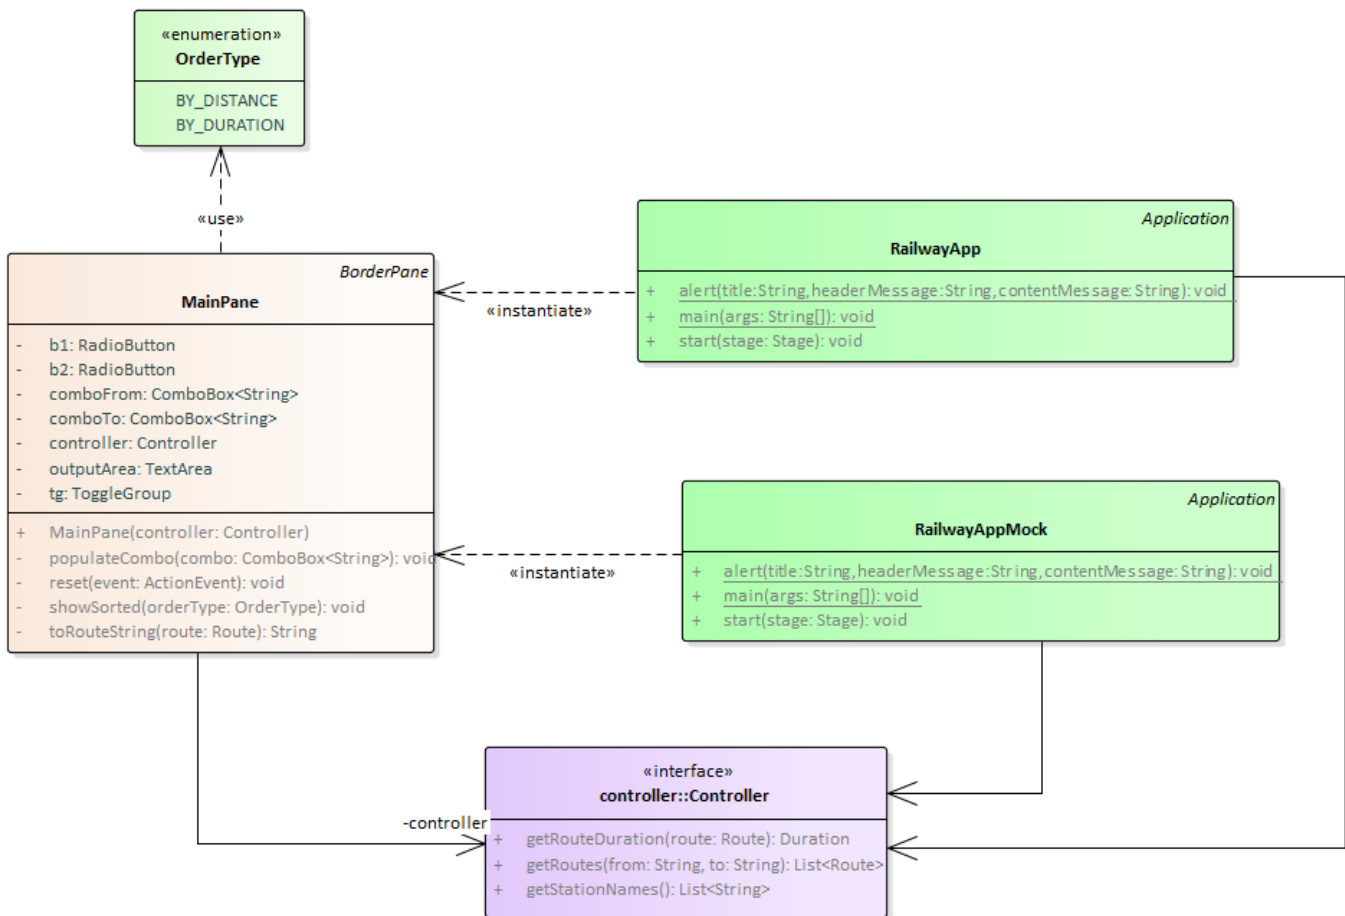 «enumeration»
OrderType
BY_DISTANCE
BY_DURATION
«use»
BorderPane
MainPane
- b1: RadioButton
- b2: RadioButton
- comboFrom: ComboBox<String>
- comboTo: ComboBox<String>
- controller: Controller
- outputArea: TextArea
- tg: ToggleGroup
+ MainPane(controller: Controller)
- populateCombo(combo: ComboBox<String>): void
- reset(event: ActionEvent): void
- showSorted(orderType: OrderType): void
- toRouteString(route: Route): String
«instantiate»
Application
RailwayApp
+ alert(title:String,headerMessage:String,contentMessage:String): void
+ main(args: String[]): void
+ start(stage: Stage): void
«instantiate»
Application
RailwayAppMock
+ alert(title:String,headerMessage:String,contentMessage:String): void
+ main(args: String[]): void
+ start(stage: Stage): void
-controller
«interface»
controller::Controller
+ getRouteDuration(route: Route): Duration
+ getRoutes(from: String, to: String): List<Route>
+ getStationNames(): List<String>